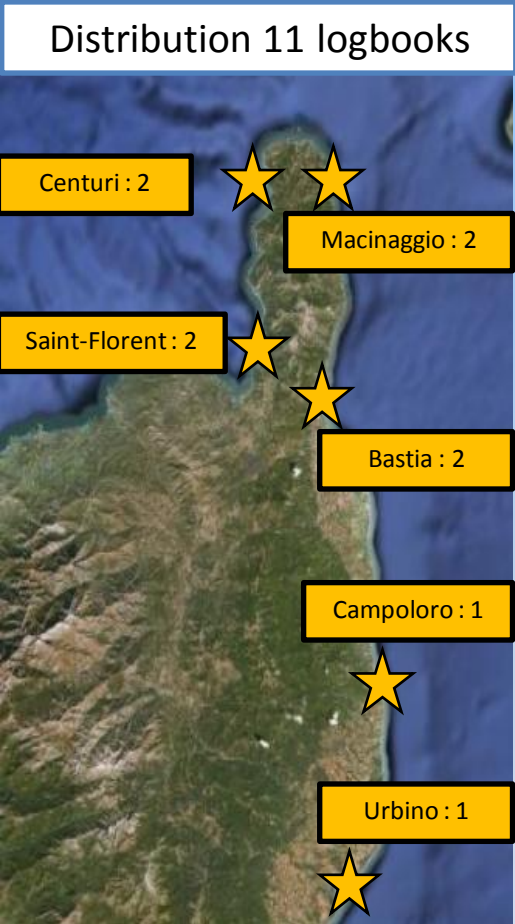 Distribution 11 logbooks
Centuri : 2
Macinaggio : 2
Saint-Florent : 2
Bastia : 2
Campoloro : 1
Urbino : 1